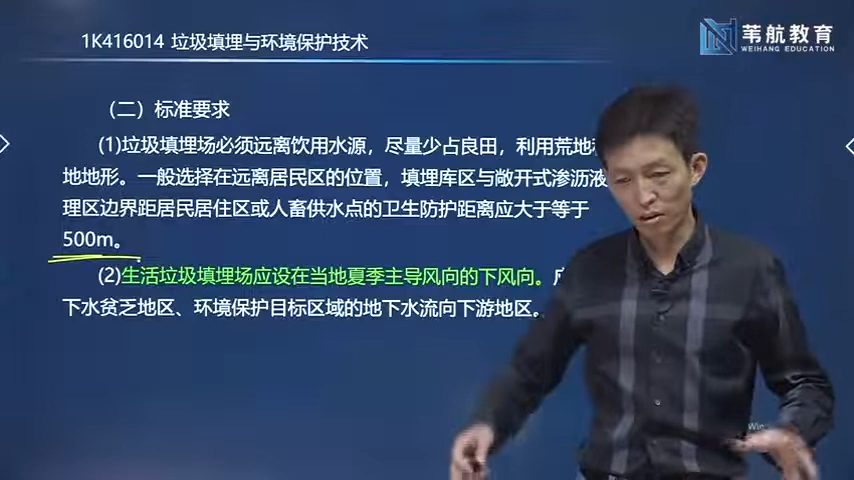 1K416014 垃圾填埋与环境保护技术
苇航教育
WEIHANG EDUCATION
（二）标准要求
(1)垃圾填埋场必须远离饮用水源，尽量少占良田，利用荒地
地地形。一般选择在远离居民区的位置，填埋库区与敞开式渗沥液
理区边界距居民居住区或人畜供水点的卫生防护距离应大于等于
500m。
(2)生活垃圾填埋场应设在当地夏季主导风向的下风向。
下水贫乏地区、环境保护目标区域的地下水流向下游地区。
Win